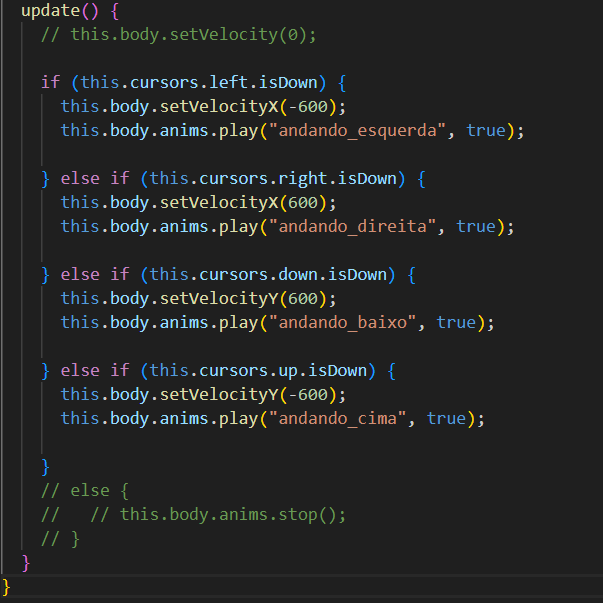 update() {
// this.body.setVelocity(0);
if (this.cursors.left.isDown) {
this.body.setVelocityX(-600);
this.body.anims.play("andando_esquerda", true);
} else if (this.cursors.right.isDown) {
this.body.setVelocityX(600);
this.body.anims.play("andando_direita", true);
} else if (this.cursors.down.isDown) {
this.body.setVelocityY(600);
this.body.anims.play("andando_baixo", true);
} else if (this.cursors.up.isDown) {
this.body.setVelocityY(-600);
this.body.anims.play("andando_cima", true);
}
// else {
//   // this.body.anims.stop();
// }
}
}